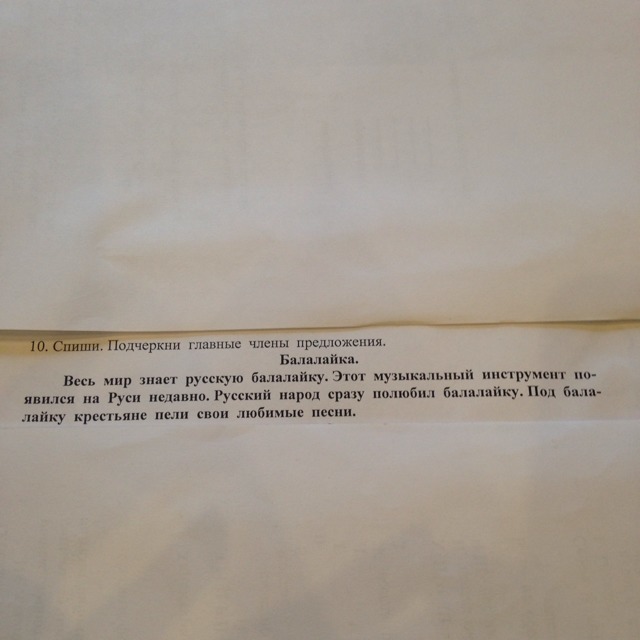 10. Спиши. Подчеркни главные члены предложения.
Балалайка.
Весь мир знает русскую балалайку. Этот музыкальный инструмент по-
явился на Руси недавно. Русский народ сразу полюбил балалайку. Под бала-
лайку крестьяне пели свои любимые песни.